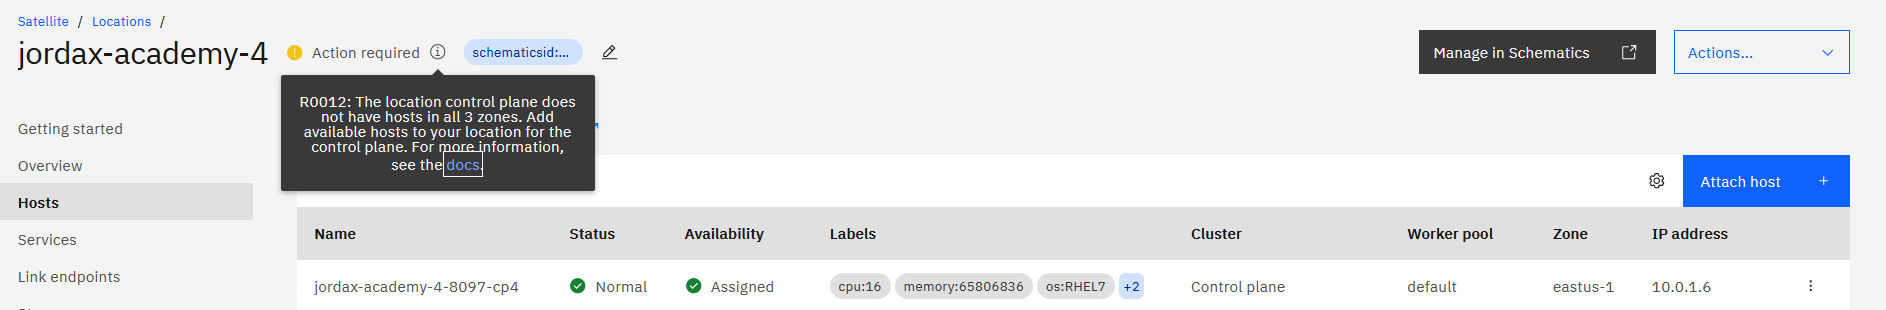 Satellite / Locations /
jordax-academy-4
Action required
schematicsid:...
Manage in Schematics
Actions...
R0012: The location control plane does
not have hosts in all 3 zones. Add
available hosts to your location for the
control plane. For more information,
see the docs.
Getting started
Overview
Hosts
Services
Link endpoints
Attach host +
Name Status Availability Labels Cluster Worker pool Zone IP address
jordax-academy-4-8097-cp4 Normal Assigned cpu:16 memory:65806836 os:RHEL7 +2 Control plane default eastus-1 10.0.1.6